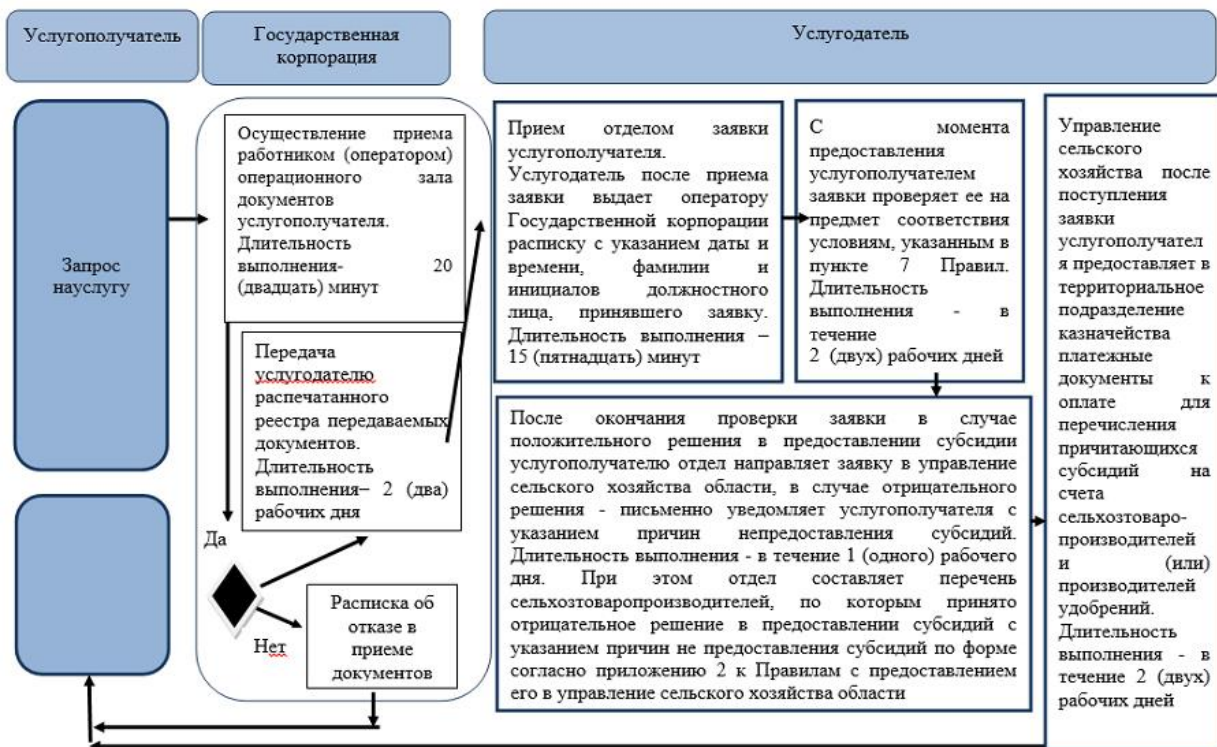 Услугополучатель
Государственная
корпорация
Услугодатель
Запрос
науслугу
Осуществление приема
работником (оператором)
операционного зала
документов
услугополучателя.
Длительность
выполнения- 20
(двадцать) минут
Передача
услугодателю
распечатанного
реестра передаваемых
документов.
Длительность
выполнения– 2 (два)
рабочих дня
Да
Нет
Расписка об
отказе в
приеме
документов
Прием отделом заявки
услугополучателя.
Услугодатель после приема
заявки выдает оператору
Государственной корпорации
расписку с указанием даты и
времени, фамилии и
инициалов должностного
лица, принявшего заявку.
Длительность выполнения –
15 (пятнадцать) минут
С момента
предоставления
услугополучателем
заявки проверяет ее на
предмет соответствия
условиям, указанным в
пункте 7 Правил.
Длительность
выполнения - в
течение
2 (двух) рабочих дней
После окончания проверки заявки в случае
положительного решения в предоставлении субсидии
услугополучателю отдел направляет заявку в управление
сельского хозяйства области, в случае отрицательного
решения - письменно уведомляет услугополучателя с
указанием причин непредоставления субсидий.
Длительность выполнения - в течение 1 (одного) рабочего
дня. При этом отдел составляет перечень
сельхозтоваропроизводителей, по которым принято
отрицательное решение в предоставлении субсидий с
указанием причин не предоставления субсидий по форме
согласно приложению 2 к Правилам с предоставлением
его в управление сельского хозяйства области
Управление
сельского
хозяйства после
поступления
заявки
услугополучател
я предоставляет в
территориальное
подразделение
казначейства
платежные
документы к
оплате для
перечисления
причитающихся
субсидий на
счета
сельхозтоваро-
производителей
и (или)
производителей
удобрений.
Длительность
выполнения - в
течение 2 (двух)
рабочих дней